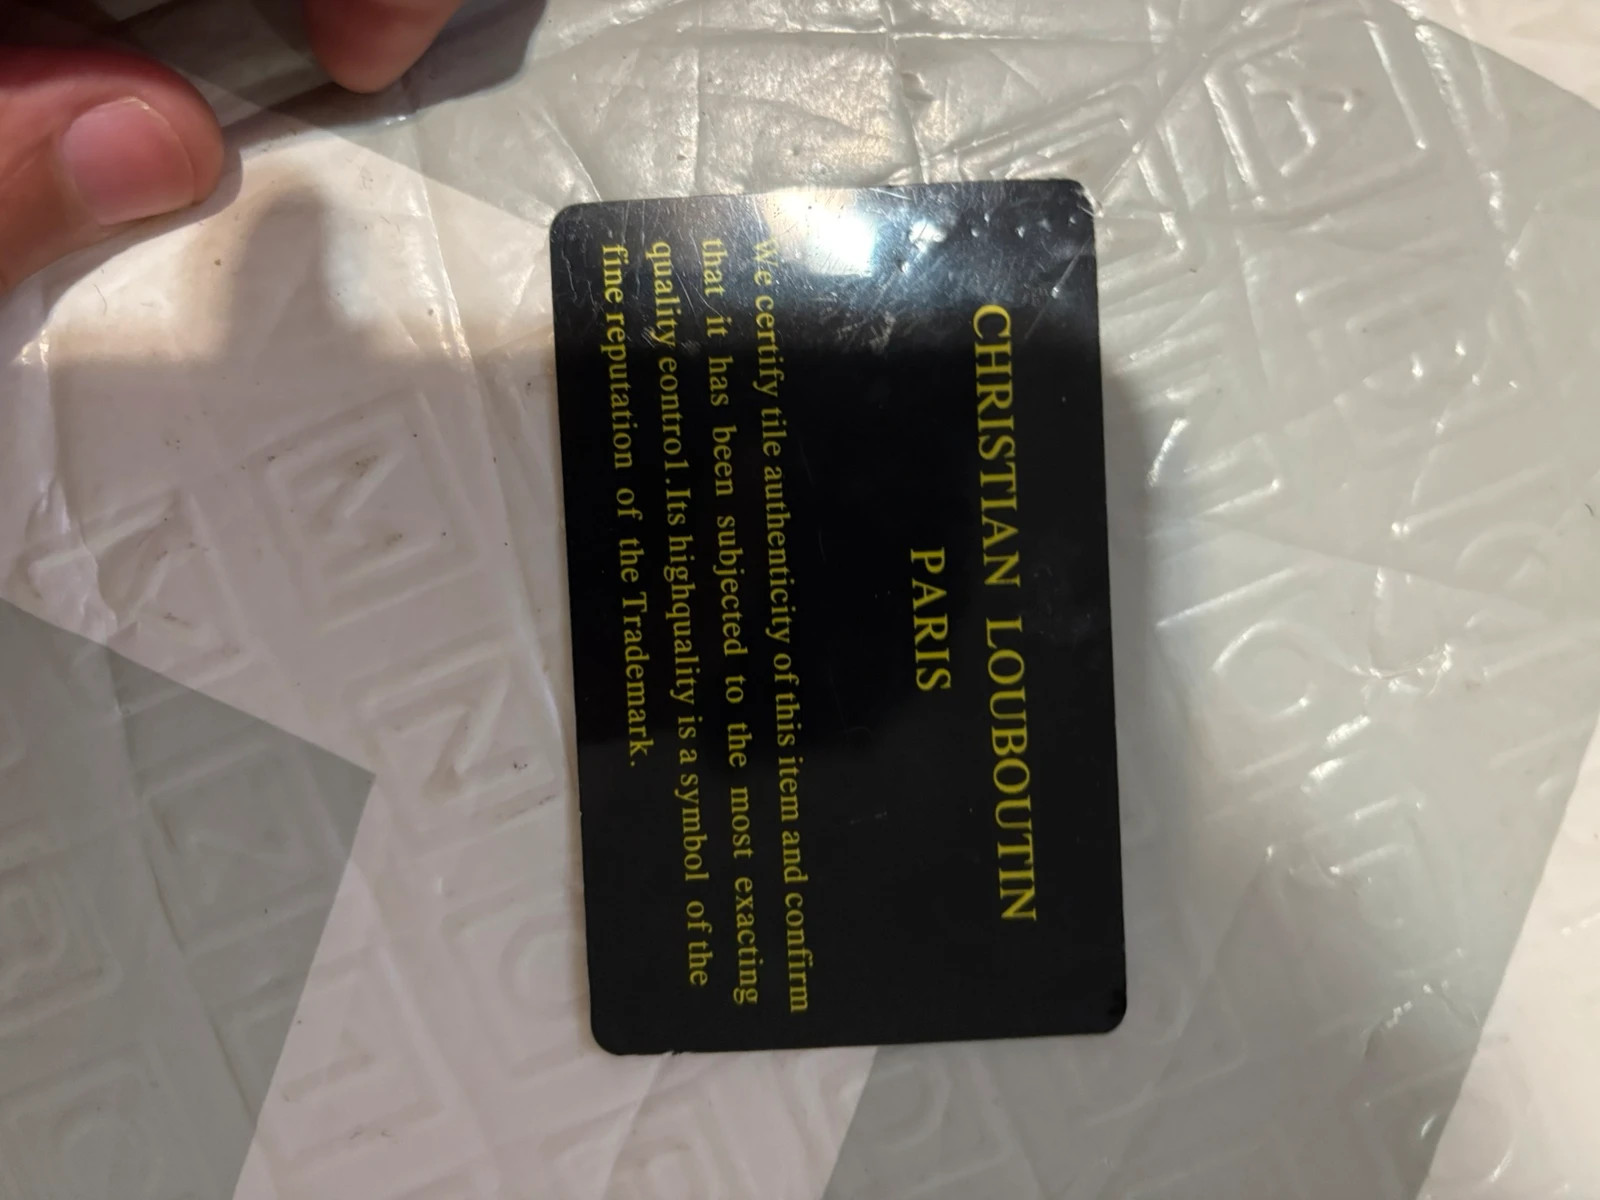 CHRISTIAN LOUBOUTIN
PARIS
We certify tile authenticity of this item and confirm
that it has been subjected to the most exacting
quality eontro1.Its highquality is a symbol of the
fine reputation of the Trademark.